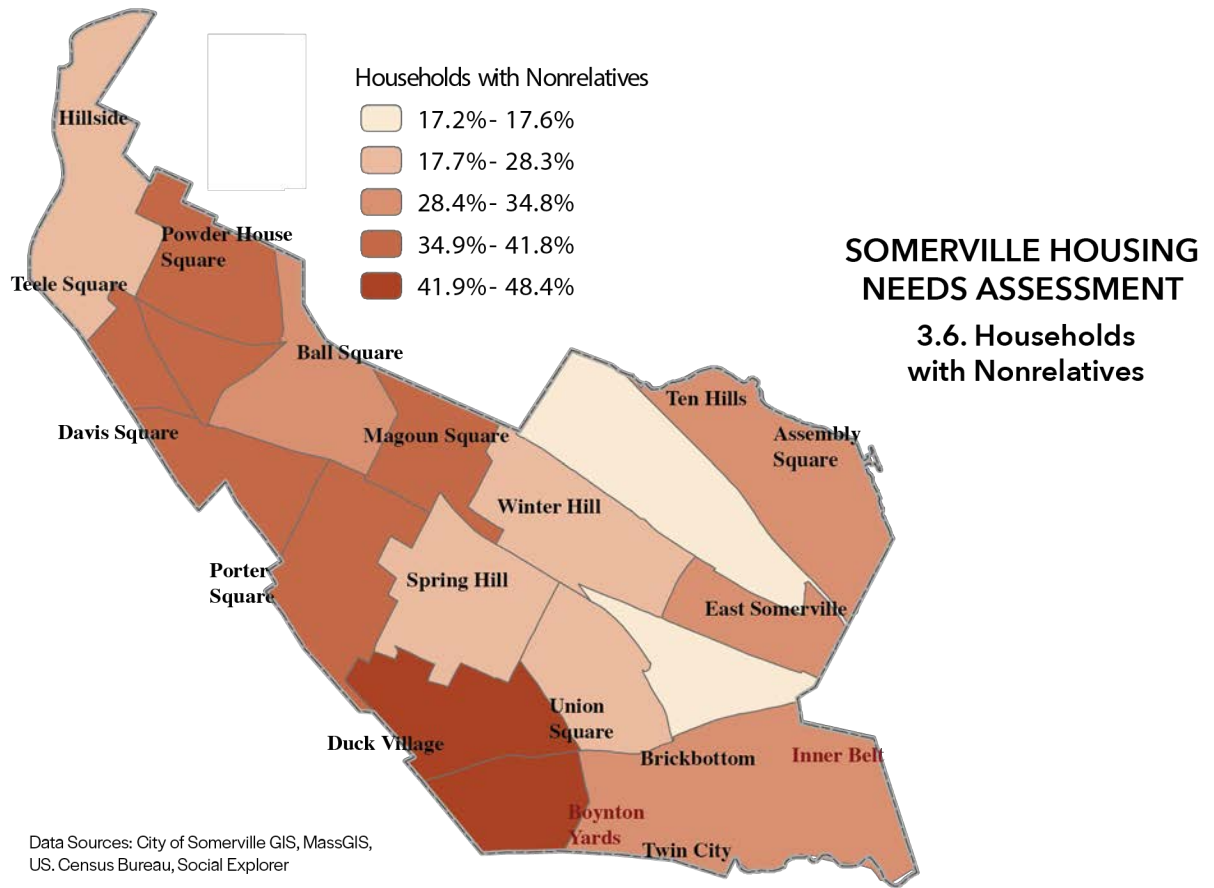 Households with Nonrelatives
17.2%- 17.6%
17.7%- 28.3%
28.4%- 34.8%
34.9%- 41.8%
41.9%- 48.4%
SOMERVILLE HOUSING
NEEDS ASSESSMENT
3.6. Households
with Nonrelatives
Hillside
Powder House
Square
Teele Square
Ball Square
Davis Square
Magoun Square
Ten Hills
Assembly
Square
Winter Hill
Porter
Square
Spring Hill
East Somerville
Union
Square
Duck Village
Brickbottom
Inner Belt
Boynton
Yards
Twin City
Data Sources: City of Somerville GIS, MassGIS,
US. Census Bureau, Social Explorer